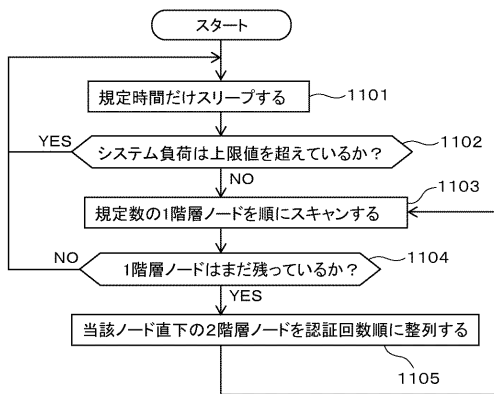 スタート
規定時間だけスリープする
1101
YES
システム負荷は上限値を超えているか？
1102
NO
1103
規定数の1階層ノードを順にスキャンする
NO
1階層ノードはまだ残っているか？
1104
YES
当該ノード直下の2階層ノードを認証回数順に整列する
1105